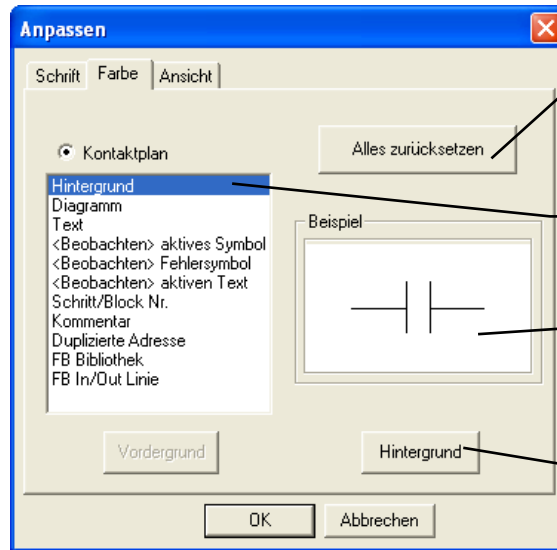 Anpassen
Schrift Farbe Ansicht
Kontaktplan
Alles zurücksetzen
Hintergrund
Diagramm
Text
<Beobachten> aktives Symbol
<Beobachten> Fehlersymbol
<Beobachten> aktiven Text
Schritt/Block Nr.
Kommentar
Duplizierte Adresse
FB Bibliothek
FB In/Out Linie
Beispiel
Vordergrund
Hintergrund
OK
Abbrechen